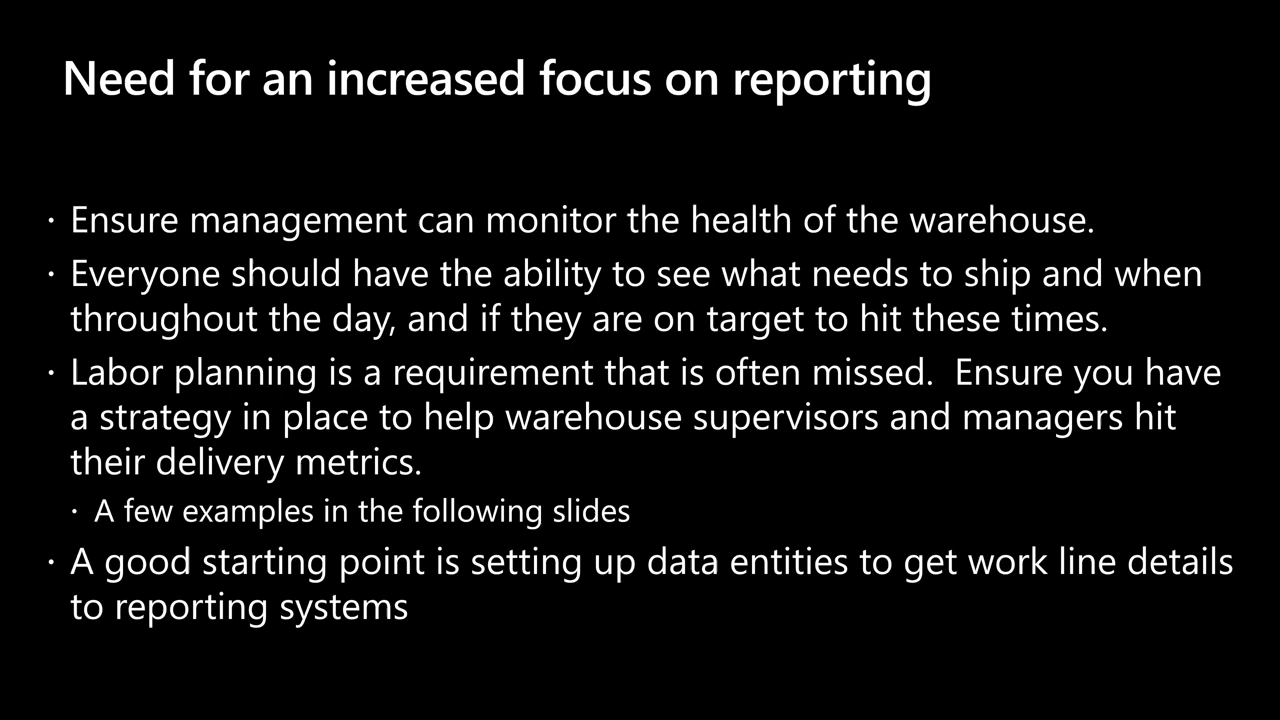 Need for an increased focus on reporting
· Ensure management can monitor the health of the warehouse.
· Everyone should have the ability to see what needs to ship and when
throughout the day, and if they are on target to hit these times.
· Labor planning is a requirement that is often missed.  Ensure you have
a strategy in place to help warehouse supervisors and managers hit
their delivery metrics.
· A few examples in the following slides
· A good starting point is setting up data entities to get work line details
to reporting systems